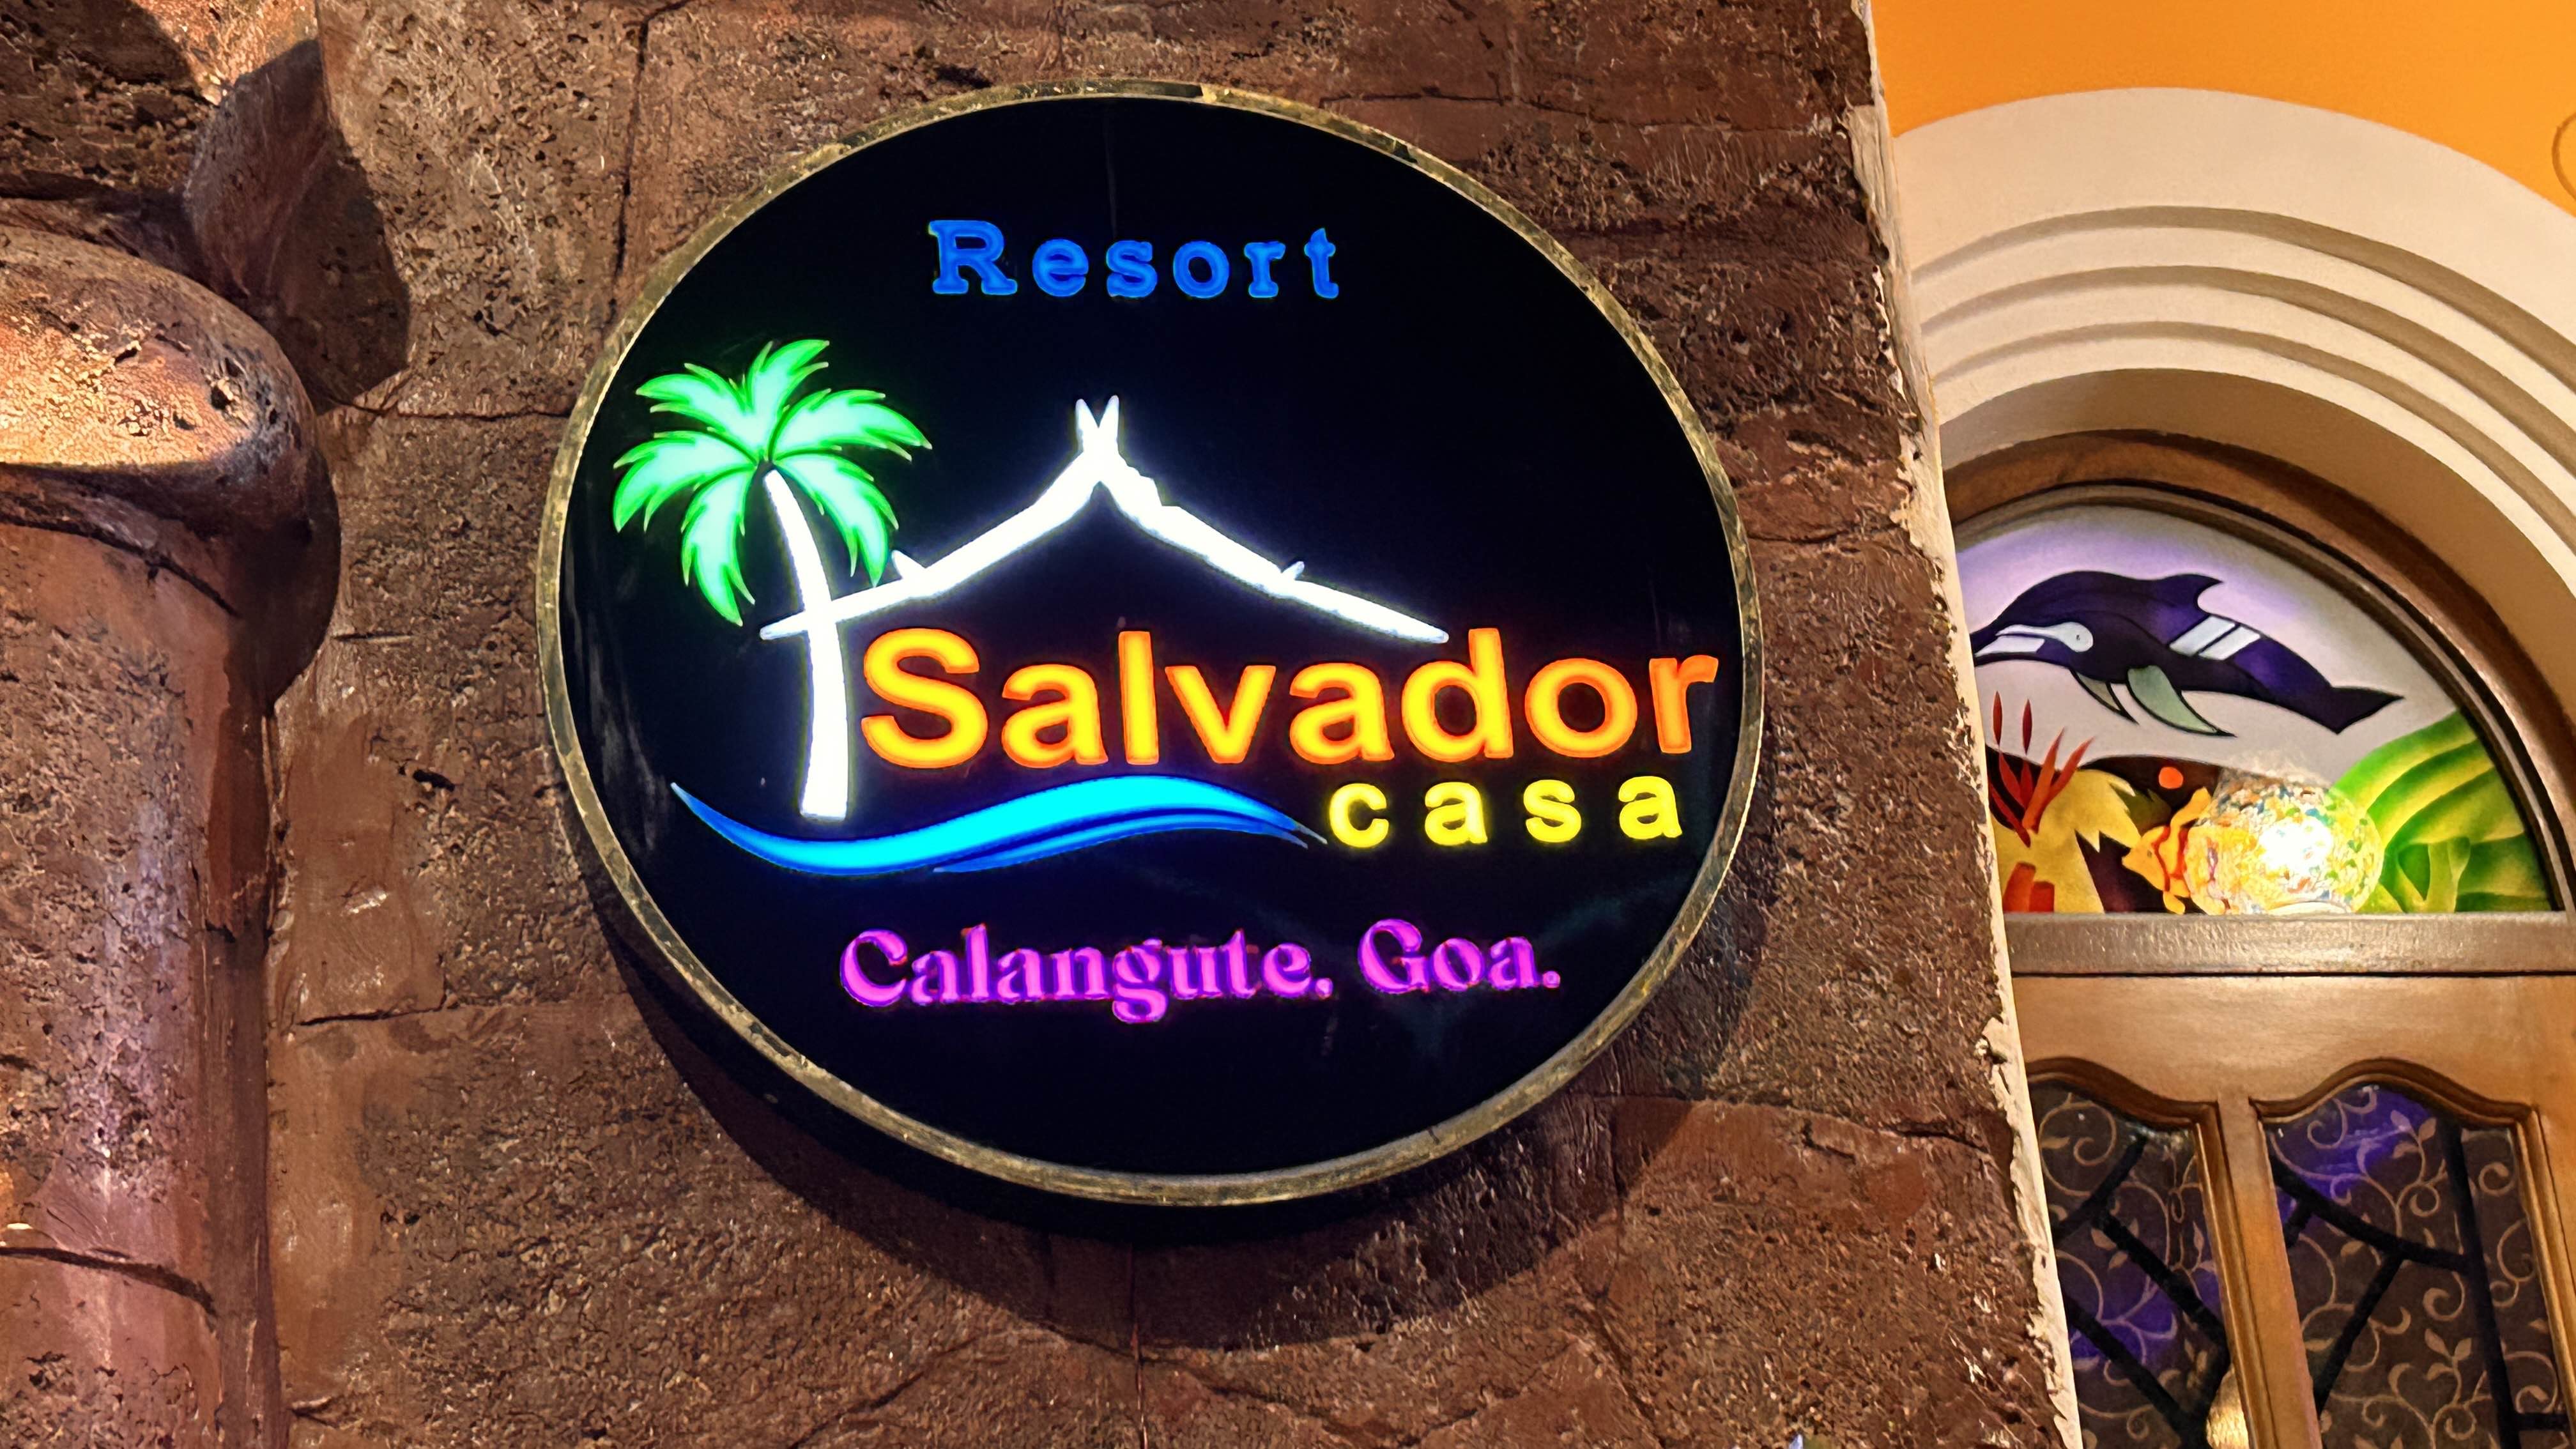 Resort
Salvador
casa
Calangute. Goa.